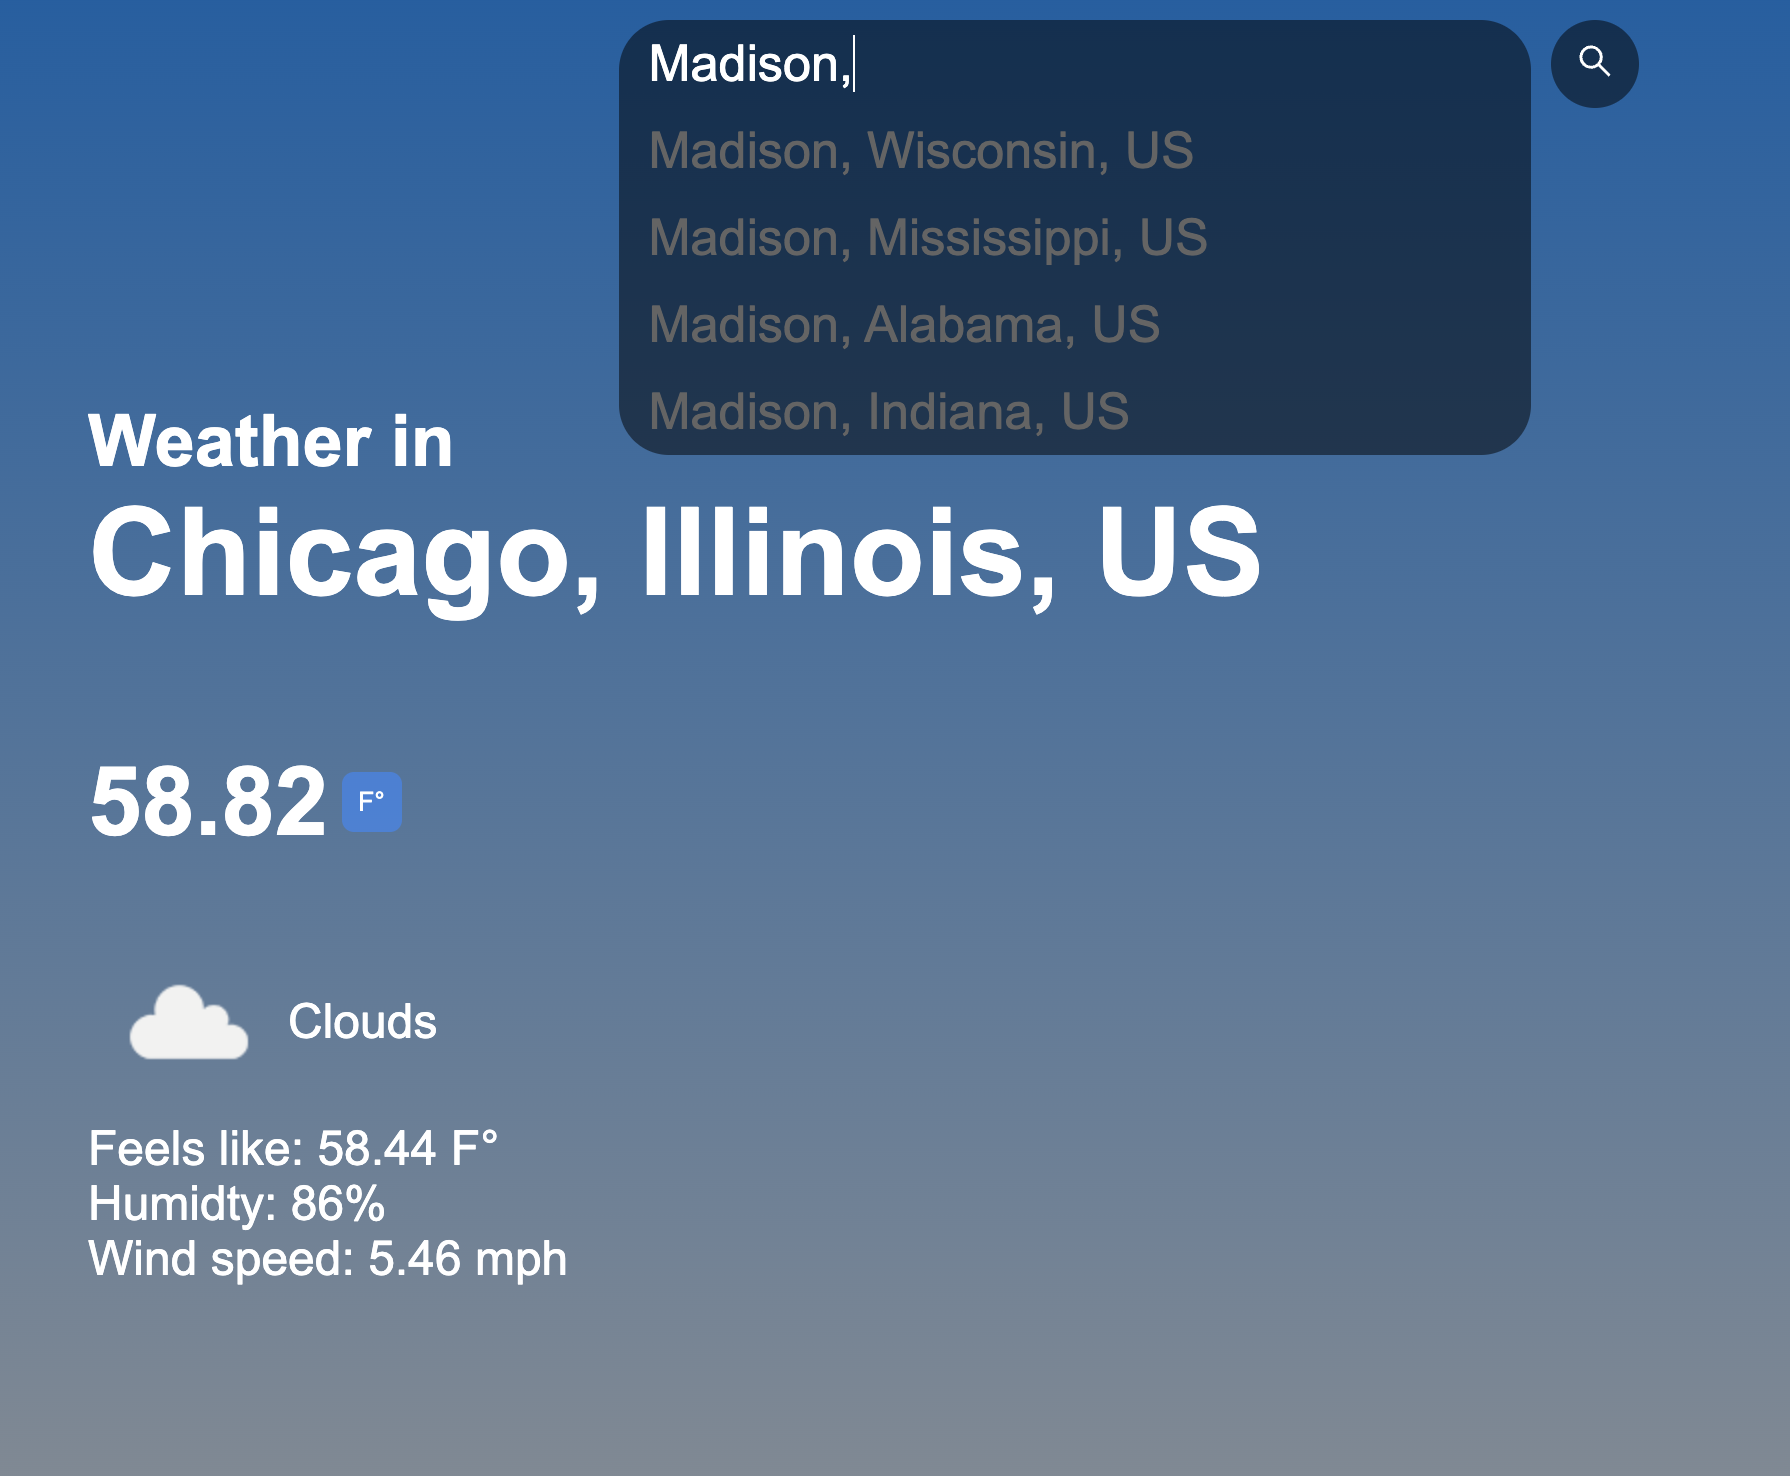 Madison,
Madison, Wisconsin, US
Madison, Mississippi, US
Madison, Alabama, US
Madison, Indiana, US
Weather in
Chicago, Illinois, US
58.82 F°
Clouds
Feels like: 58.44 F°
Humidty: 86%
Wind speed: 5.46 mph